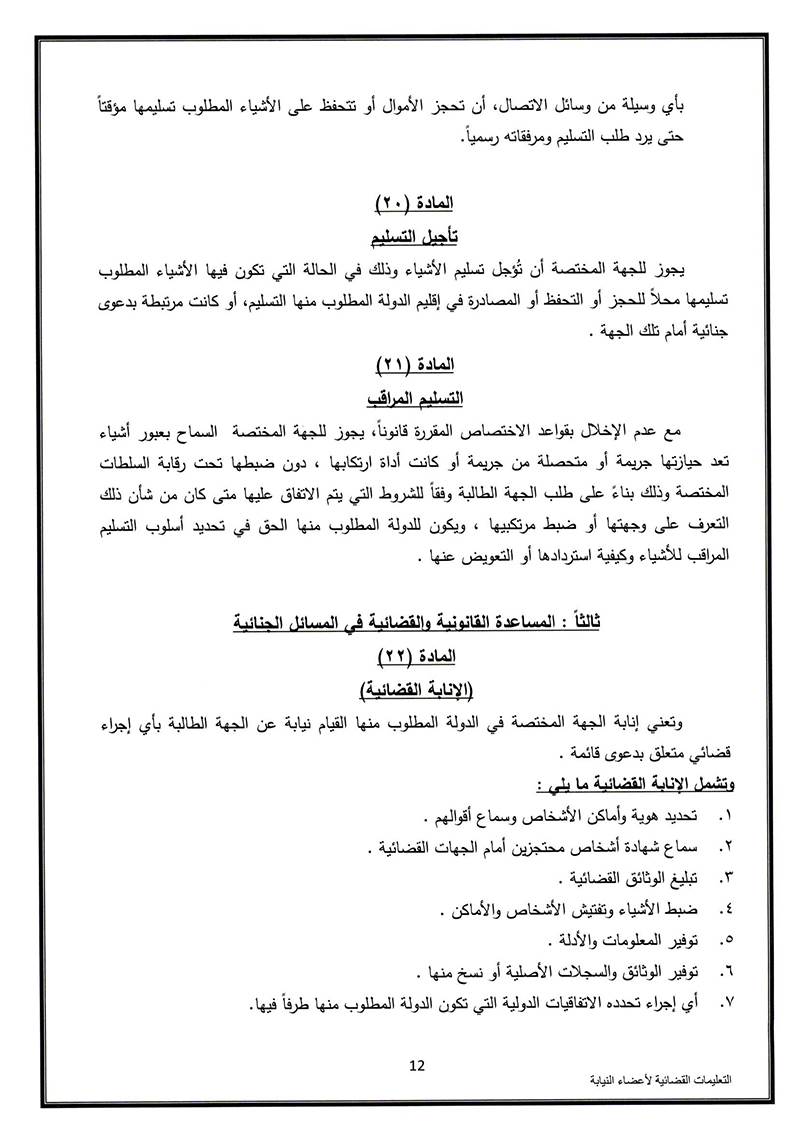 بأي وسيلة من وسائل الاتصال، أن تحجز الأموال أو تتحفظ على الأشياء المطلوب تسليمها مؤقتاً
حتى يرد طلب التسليم ومرفقاته رسمياً.
المادة (٢٠)
تأجيل التسليم
يجوز للجهة المختصة أن تُؤجل تسليم الأشياء وذلك في الحالة التي تكون فيها الأشياء المطلوب
تسليمها محلاً للحجز أو التحفظ أو المصادرة في إقليم الدولة المطلوب منها التسليم، أو كانت مرتبطة بدعوى
جنائية أمام تلك الجهة .
المادة (٢١)
التسليم المراقب
مع عدم الإخلال بقواعد الاختصاص المقررة قانوناً، يجوز للجهة المختصة السماح بعبور أشياء
تعد حيازتها جريمة أو متحصلة من جريمة أو كانت أداة ارتكابها ، دون ضبطها تحت رقابة السلطات
المختصة وذلك بناءً على طلب الجهة الطالبة وفقاً للشروط التي يتم الاتفاق عليها متى كان من شأن ذلك
التعرف على وجهتها أو ضبط مرتكبيها ، ويكون للدولة المطلوب منها الحق في تحديد أسلوب التسليم
المراقب للأشياء وكيفية استردادها أو التعويض عنها .
ثالثاً : المساعدة القانونية والقضائية في المسائل الجنائية
المادة (٢٢)
(الإنابة القضائية)
وتعني إنابة الجهة المختصة في الدولة المطلوب منها القيام نيابة عن الجهة الطالبة بأي إجراء
قضائي متعلق بدعوى قائمة .
وتشمل الإنابة القضائية ما يلي :
١. تحديد هوية وأماكن الأشخاص وسماع أقوالهم .
٢. سماع شهادة أشخاص محتجزين أمام الجهات القضائية .
٣. تبليغ الوثائق القضائية .
٤. ضبط الأشياء وتفتيش الأشخاص والأماكن .
٥. توفير المعلومات والأدلة .
٦. توفير الوثائق والسجلات الأصلية أو نسخ منها .
٧. أي إجراء تحدده الاتفاقيات الدولية التي تكون الدولة المطلوب منها طرفاً فيها.
12
التعليمات القضائية لأعضاء النيابة